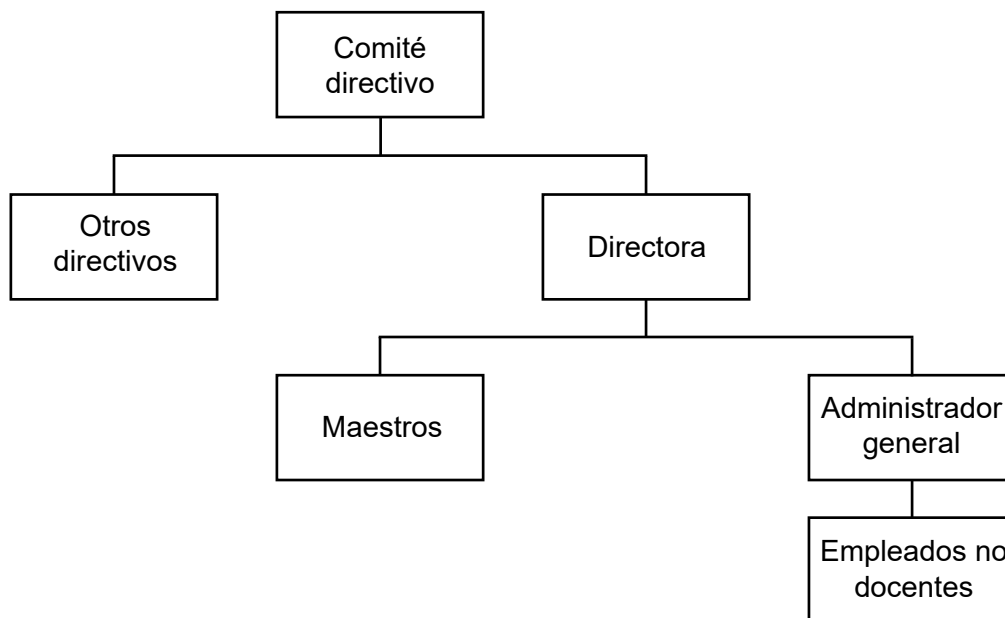 Comité
directivo
Otros
directivos
Directora
Maestros
Administrador
general
Empleados no
docentes